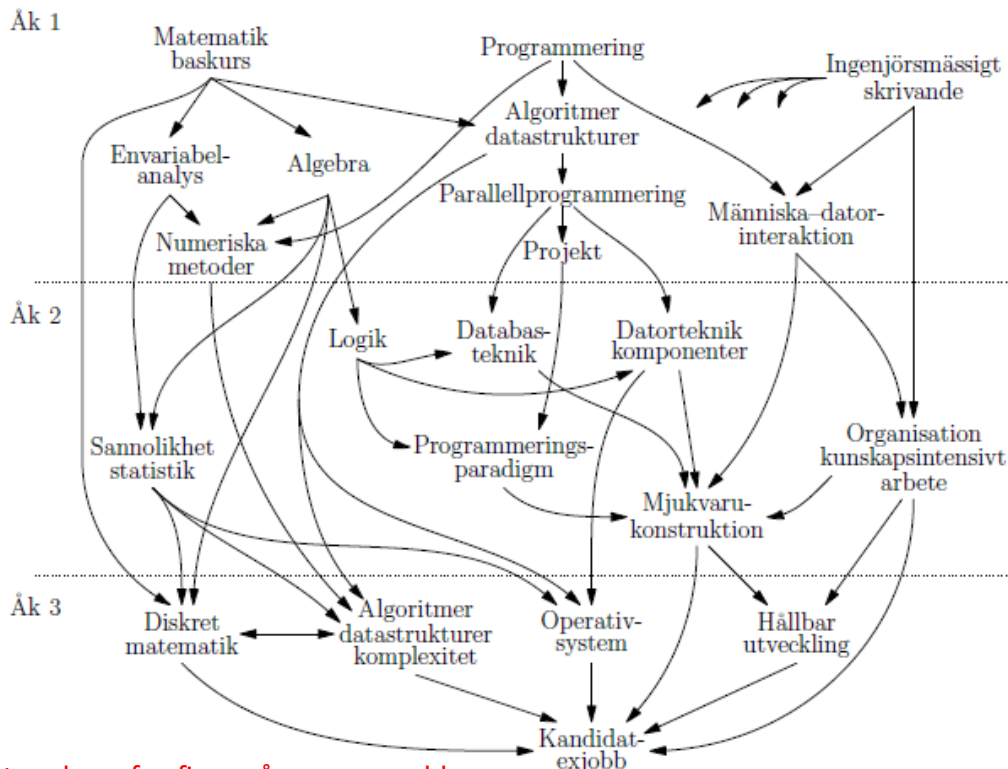 Åk 1
Matematik
baskurs
Programmering
Ingenjörsmässigt
skrivande
Algoritmer
datastrukturer
Envariabel-
analys
Algebra
Parallellprogrammering
Människa–dator-
interaktion
Numeriska
metoder
Projekt
Åk 2
Logik
Databas-
teknik
Datorteknik
komponenter
Sannolikhet
statistik
Programmerings-
paradigm
Organisation
kunskapsintensivt
arbete
Mjukvaru-
konstruktion
Åk 3
Diskret
matematik
Algoritmer
datastrukturer
komplexitet
Operativ-
system
Hållbar
utveckling
Kandidat-
exjobb